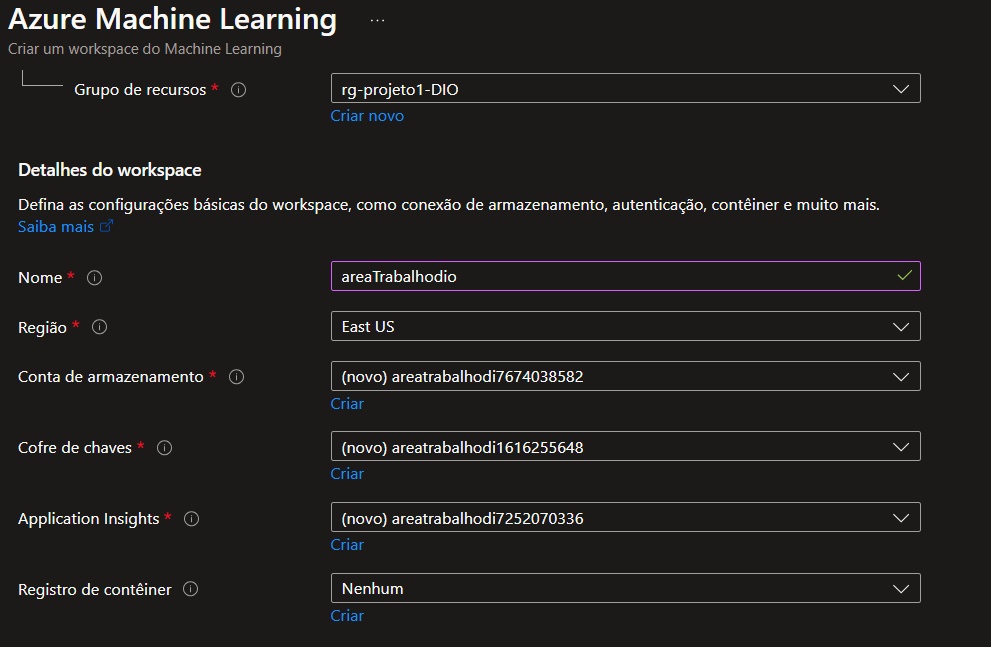 Azure Machine Learning ...
Criar um workspace do Machine Learning
Grupo de recursos *
rg-projeto1-DIO
Criar novo
Detalhes do workspace
Defina as configurações básicas do workspace, como conexão de armazenamento, autenticação, contêiner e muito mais.
Saiba mais
Nome *
areaTrabalhodio
Região *
East US
Conta de armazenamento *
(novo) areatrabalhodi7674038582
Criar
Cofre de chaves *
(novo) areatrabalhodi1616255648
Criar
Application Insights *
(novo) areatrabalhodi7252070336
Criar
Registro de contêiner
Nenhum
Criar